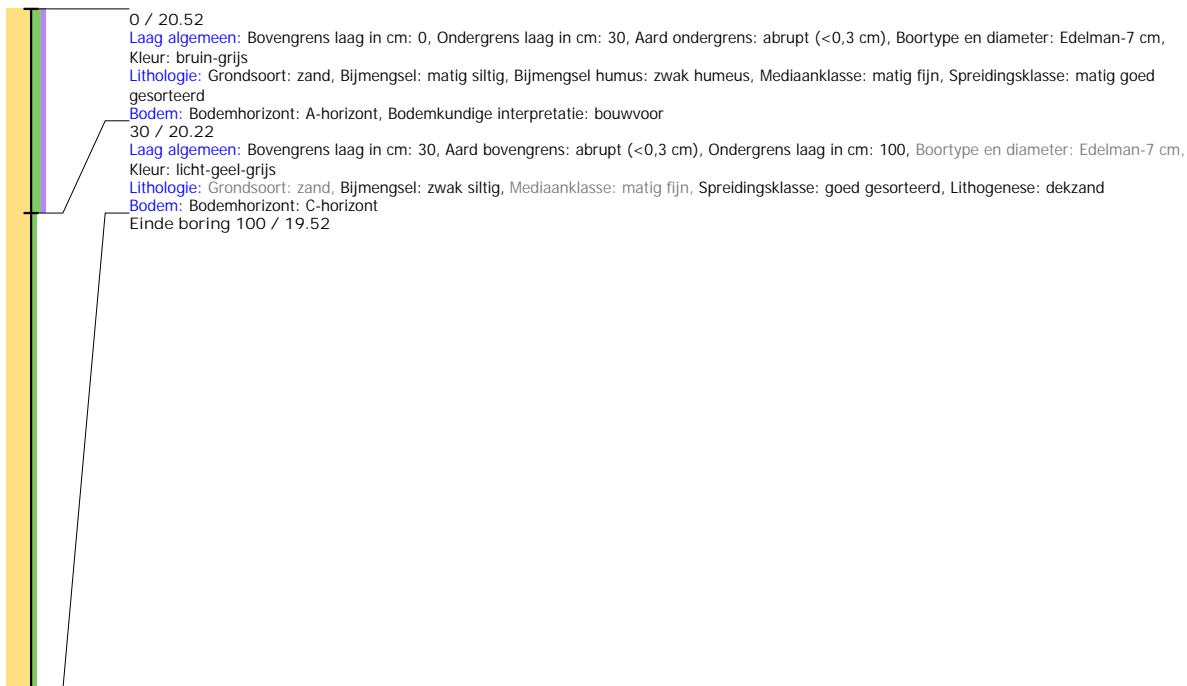 0 / 20.52
Laag algemeen: Bovengrens laag in cm: 0, Ondergrens laag in cm: 30, Aard ondergrens: abrupt (<0,3 cm), Boortype en diameter: Edelman-7 cm,
Kleur: bruin-grijs
Lithologie: Grondsoort: zand, Bijmengsel: matig siltig, Bijmengsel humus: zwak humeus, Mediaanklasse: matig fijn, Spreidingsklasse: matig goed
gesorteerd
Bodem: Bodemhorizont: A-horizont, Bodemkundige interpretatie: bouwvoor
30 / 20.22
Laag algemeen: Bovengrens laag in cm: 30, Aard bovengrens: abrupt (<0,3 cm), Ondergrens laag in cm: 100, Boortype en diameter: Edelman-7 cm,
Kleur: licht-geel-grijs
Lithologie: Grondsoort: zand, Bijmengsel: zwak siltig, Mediaanklasse: matig fijn, Spreidingsklasse: goed gesorteerd, Lithogenese: dekzand
Bodem: Bodemhorizont: C-horizont
Einde boring 100 / 19.52